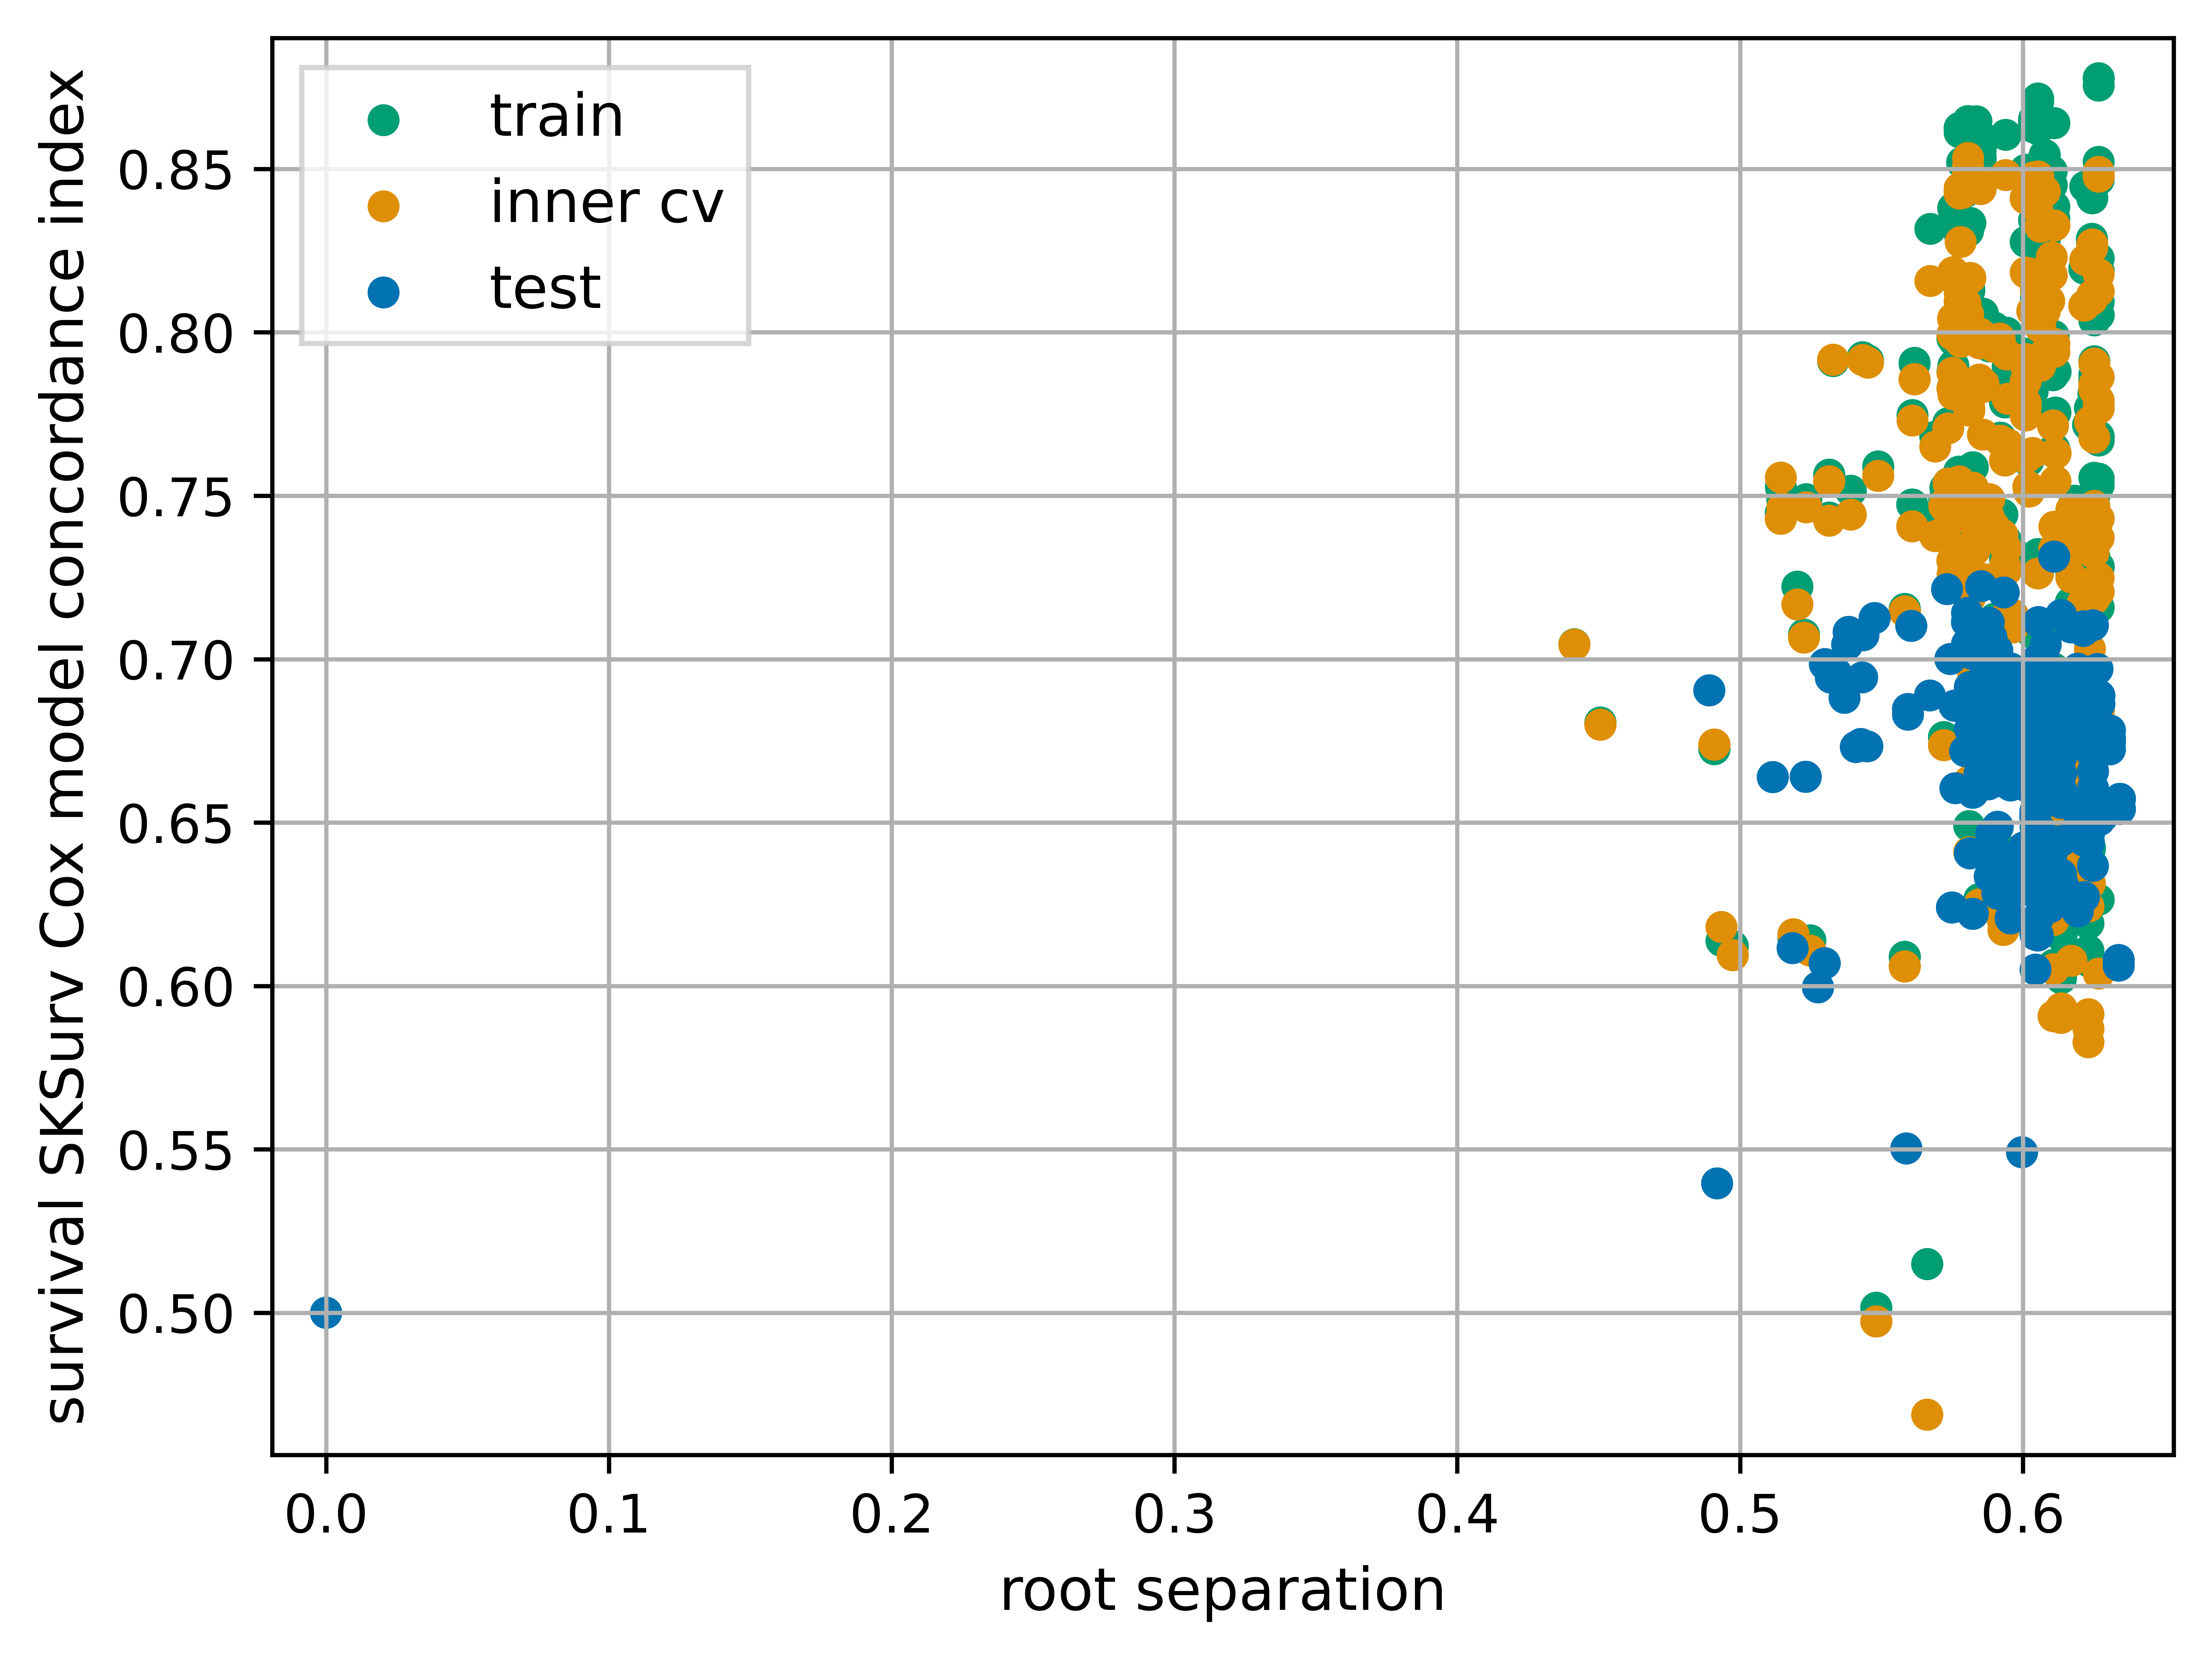 train
inner cv
test
survival SKSurv Cox model concordance index
0.85
0.80
0.75
0.70
0.65
0.60
0.55
0.50
0.0 0.1 0.2 0.3 0.4 0.5 0.6
root separation